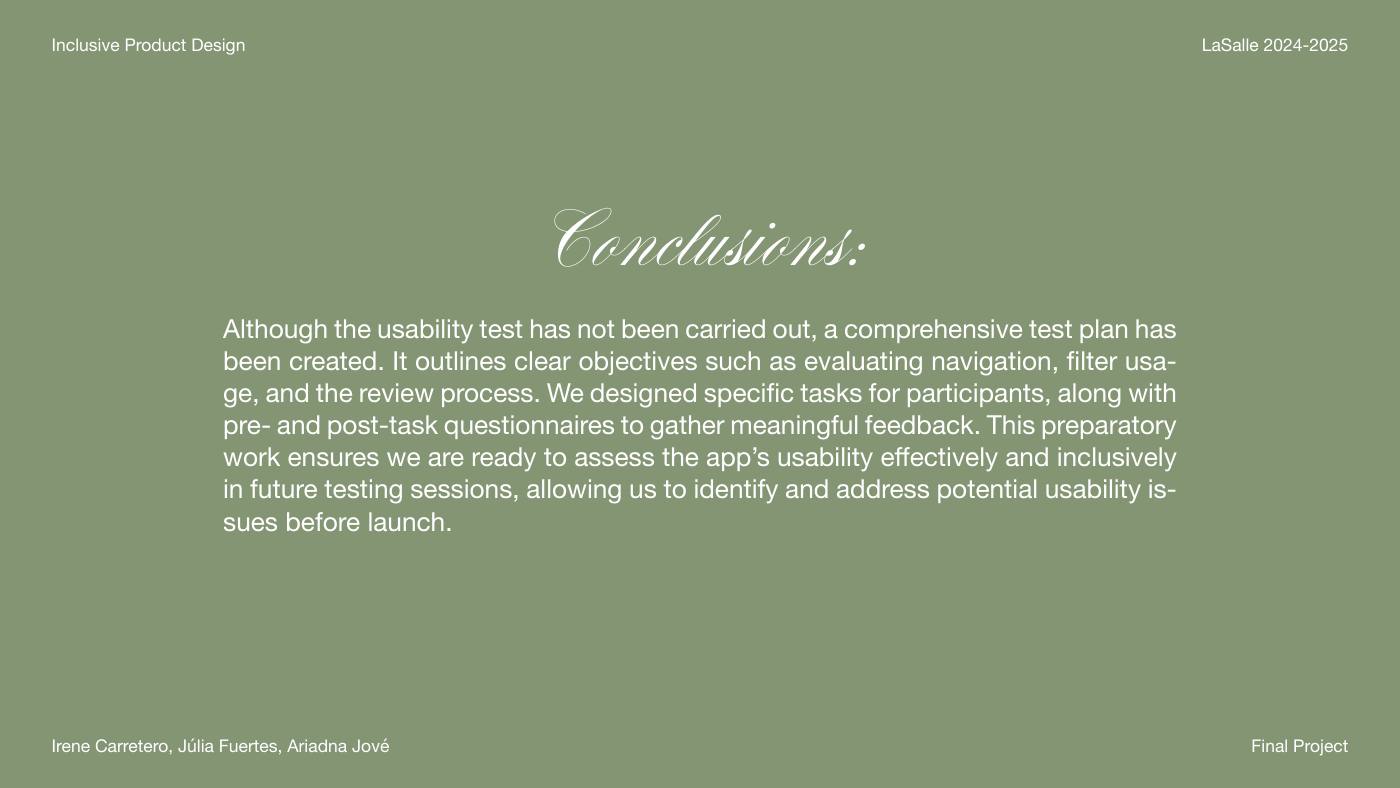 Inclusive Product Design
LaSalle 2024-2025
Conclusions:
Although the usability test has not been carried out, a comprehensive test plan has
been created. It outlines clear objectives such as evaluating navigation, filter usa-
ge, and the review process. We designed specific tasks for participants, along with
pre- and post-task questionnaires to gather meaningful feedback. This preparatory
work ensures we are ready to assess the app’s usability effectively and inclusively
in future testing sessions, allowing us to identify and address potential usability is-
sues before launch.
Irene Carretero, Júlia Fuertes, Ariadna Jové
Final Project